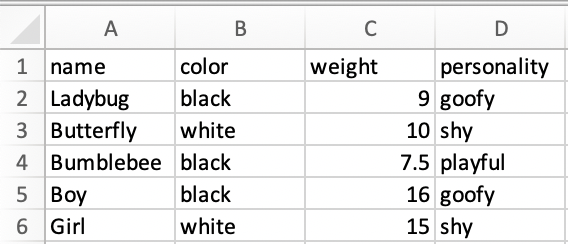 A B C D
1 name color weight personality
2 Ladybug black 9 goofy
3 Butterfly white 10 shy
4 Bumblebee black 7.5 playful
5 Boy black 16 goofy
6 Girl white 15 shy